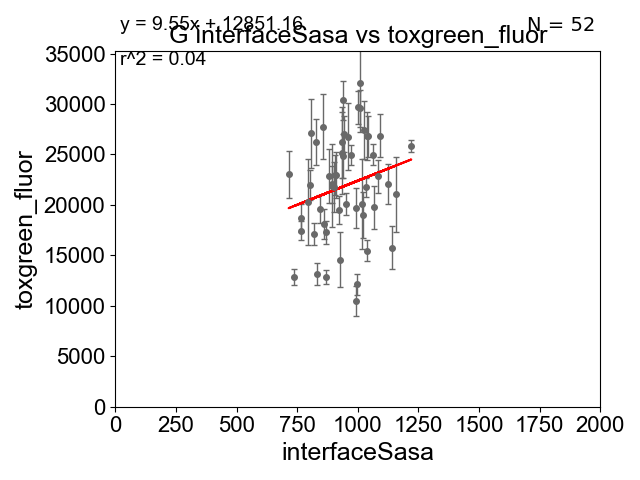 y = 9.55x + 12851.16
N = 52
G interfaceSasa vs toxgreen_fluor
r^2 = 0.04
35000
30000
25000
20000
15000
10000
5000
0
toxgreen_fluor
0 250 500 750 1000 1250 1500 1750 2000
interfaceSasa